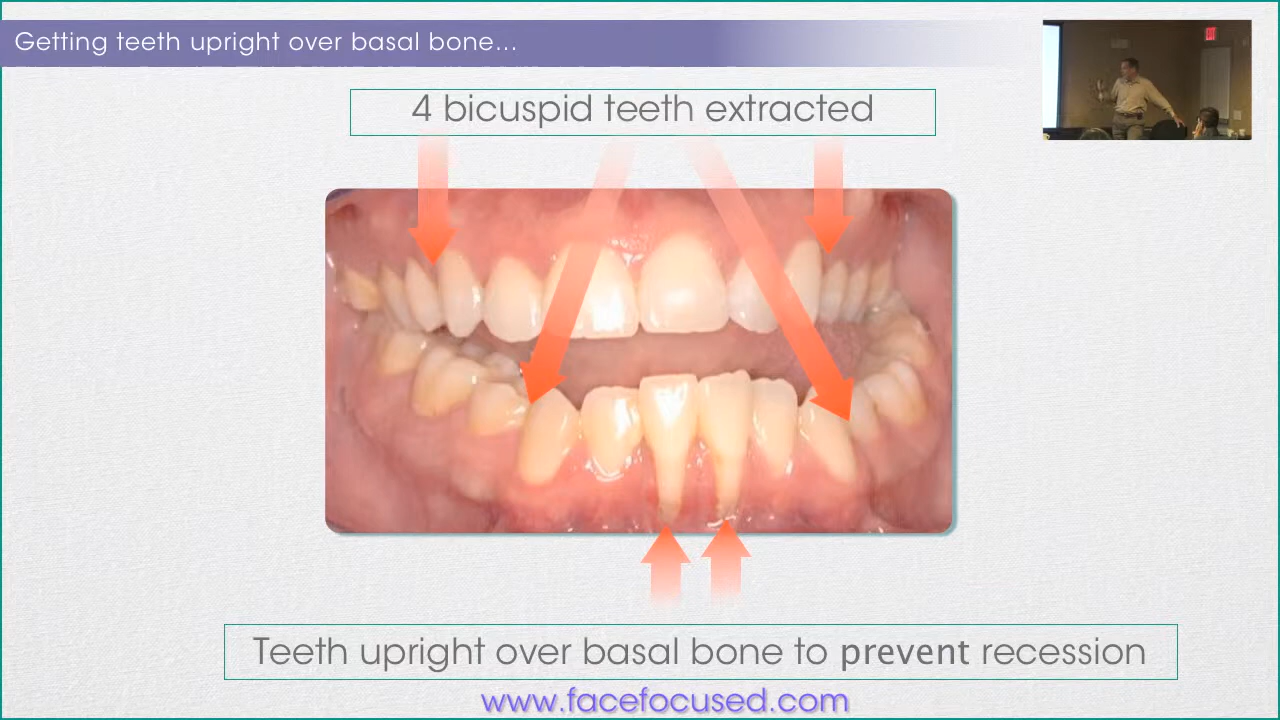 Getting teeth upright over basal bone...
4 bicuspid teeth extracted
Teeth upright over basal bone to prevent recession
www.facefocused.com